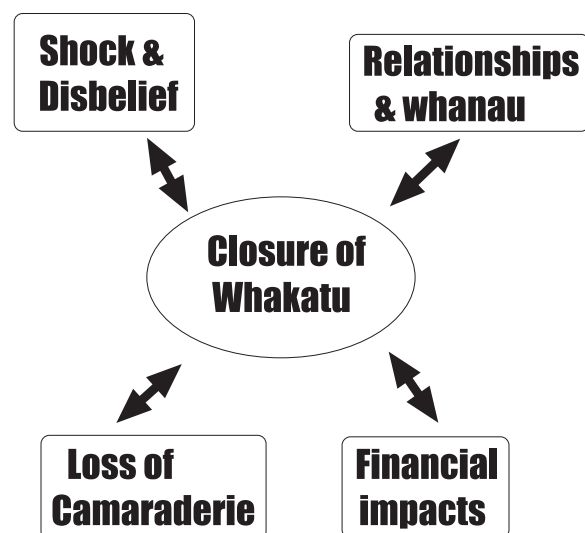 Shock &
Disbelief
Relationships
& whanau
Closure of
Whakatu
Loss of
Camaraderie
Financial
impacts